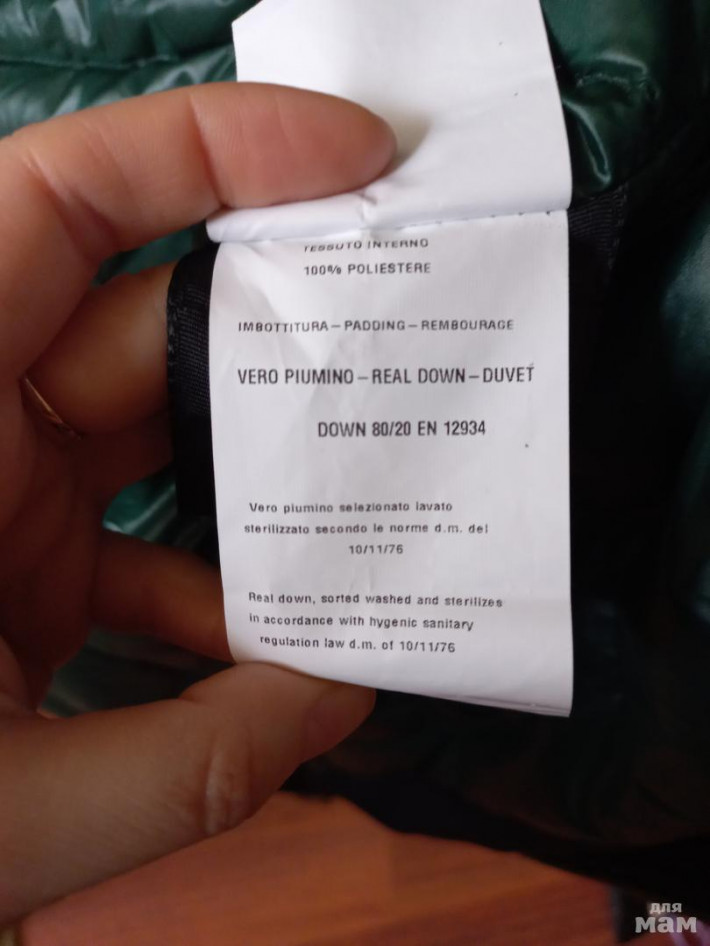 TESSUTO INTERNO
100% POLIESTERE
IMBOTTITURA – PADDING – REMBOURAGE
VERO PIUMINO – REAL DOWN – DUVET
DOWN 80/20 EN 12934
Vero piumino selezionato lavato
sterilizzato secondo le norme d.m. del
10/11/76
Real down, sorted washed and sterilizes
in accordance with hygenic sanitary
regulation law d.m. of 10/11/76
для
мам